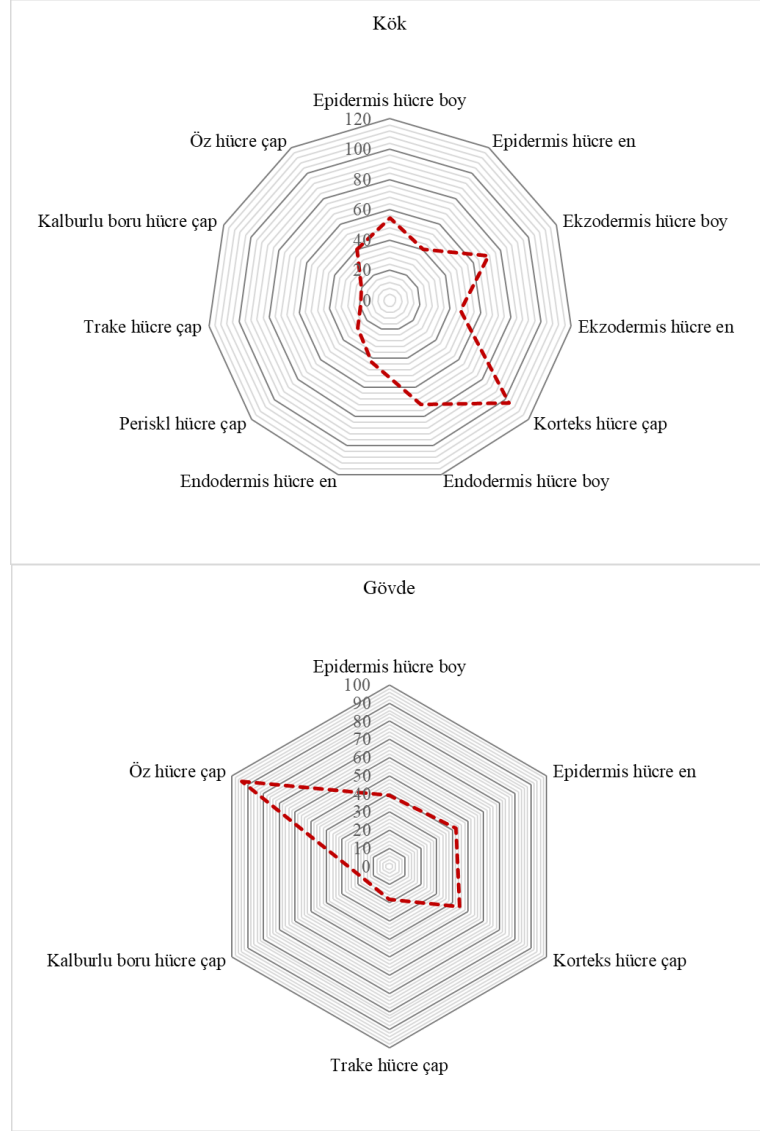 Kök
Epidermis hücre boy
Öz hücre çap
120
Epidermis hücre en
100
80
Kalburlu boru hücre çap
60
Ekzodermis hücre boy
40
20
0
Trake hücre çap
Ekzodermis hücre en
Periskl hücre çap
Korteks hücre çap
Endodermis hücre en
Endodermis hücre boy
Gövde
Epidermis hücre boy
100
90
80
70
Öz hücre çap
60
Epidermis hücre en
50
40
30
20
10
0
Kalburlu boru hücre çap
Korteks hücre çap
Trake hücre çap